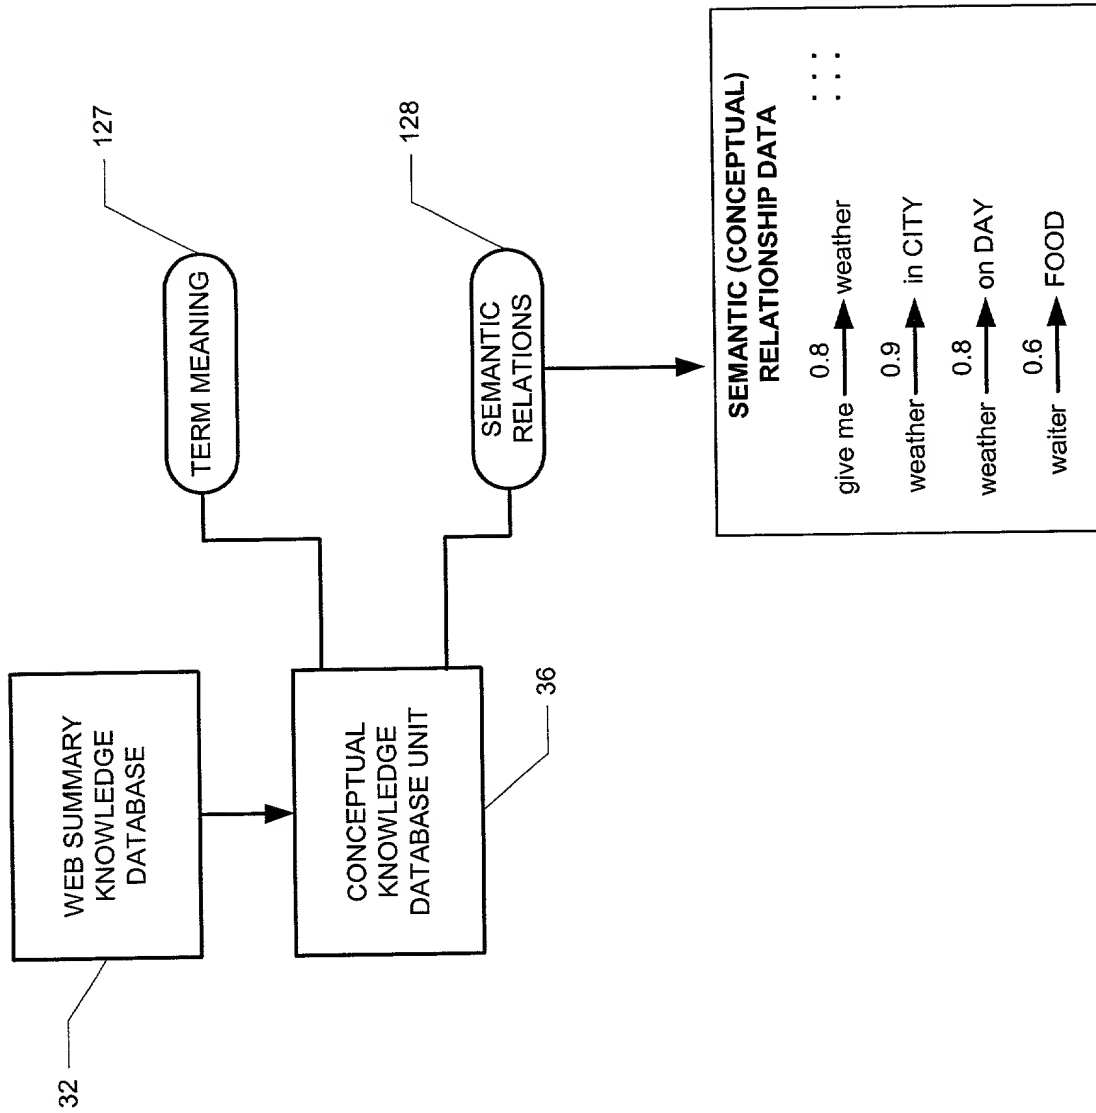 32
WEB SUMMARY
KNOWLEDGE
DATABASE
CONCEPTUAL
KNOWLEDGE
DATABASE UNIT
36
TERM MEANING
127
SEMANTIC
RELATIONS
128
SEMANTIC (CONCEPTUAL)
RELATIONSHIP DATA
give me 0.8 weather . . .
weather 0.9 in CITY
weather 0.8 on DAY
waiter 0.6 FOOD